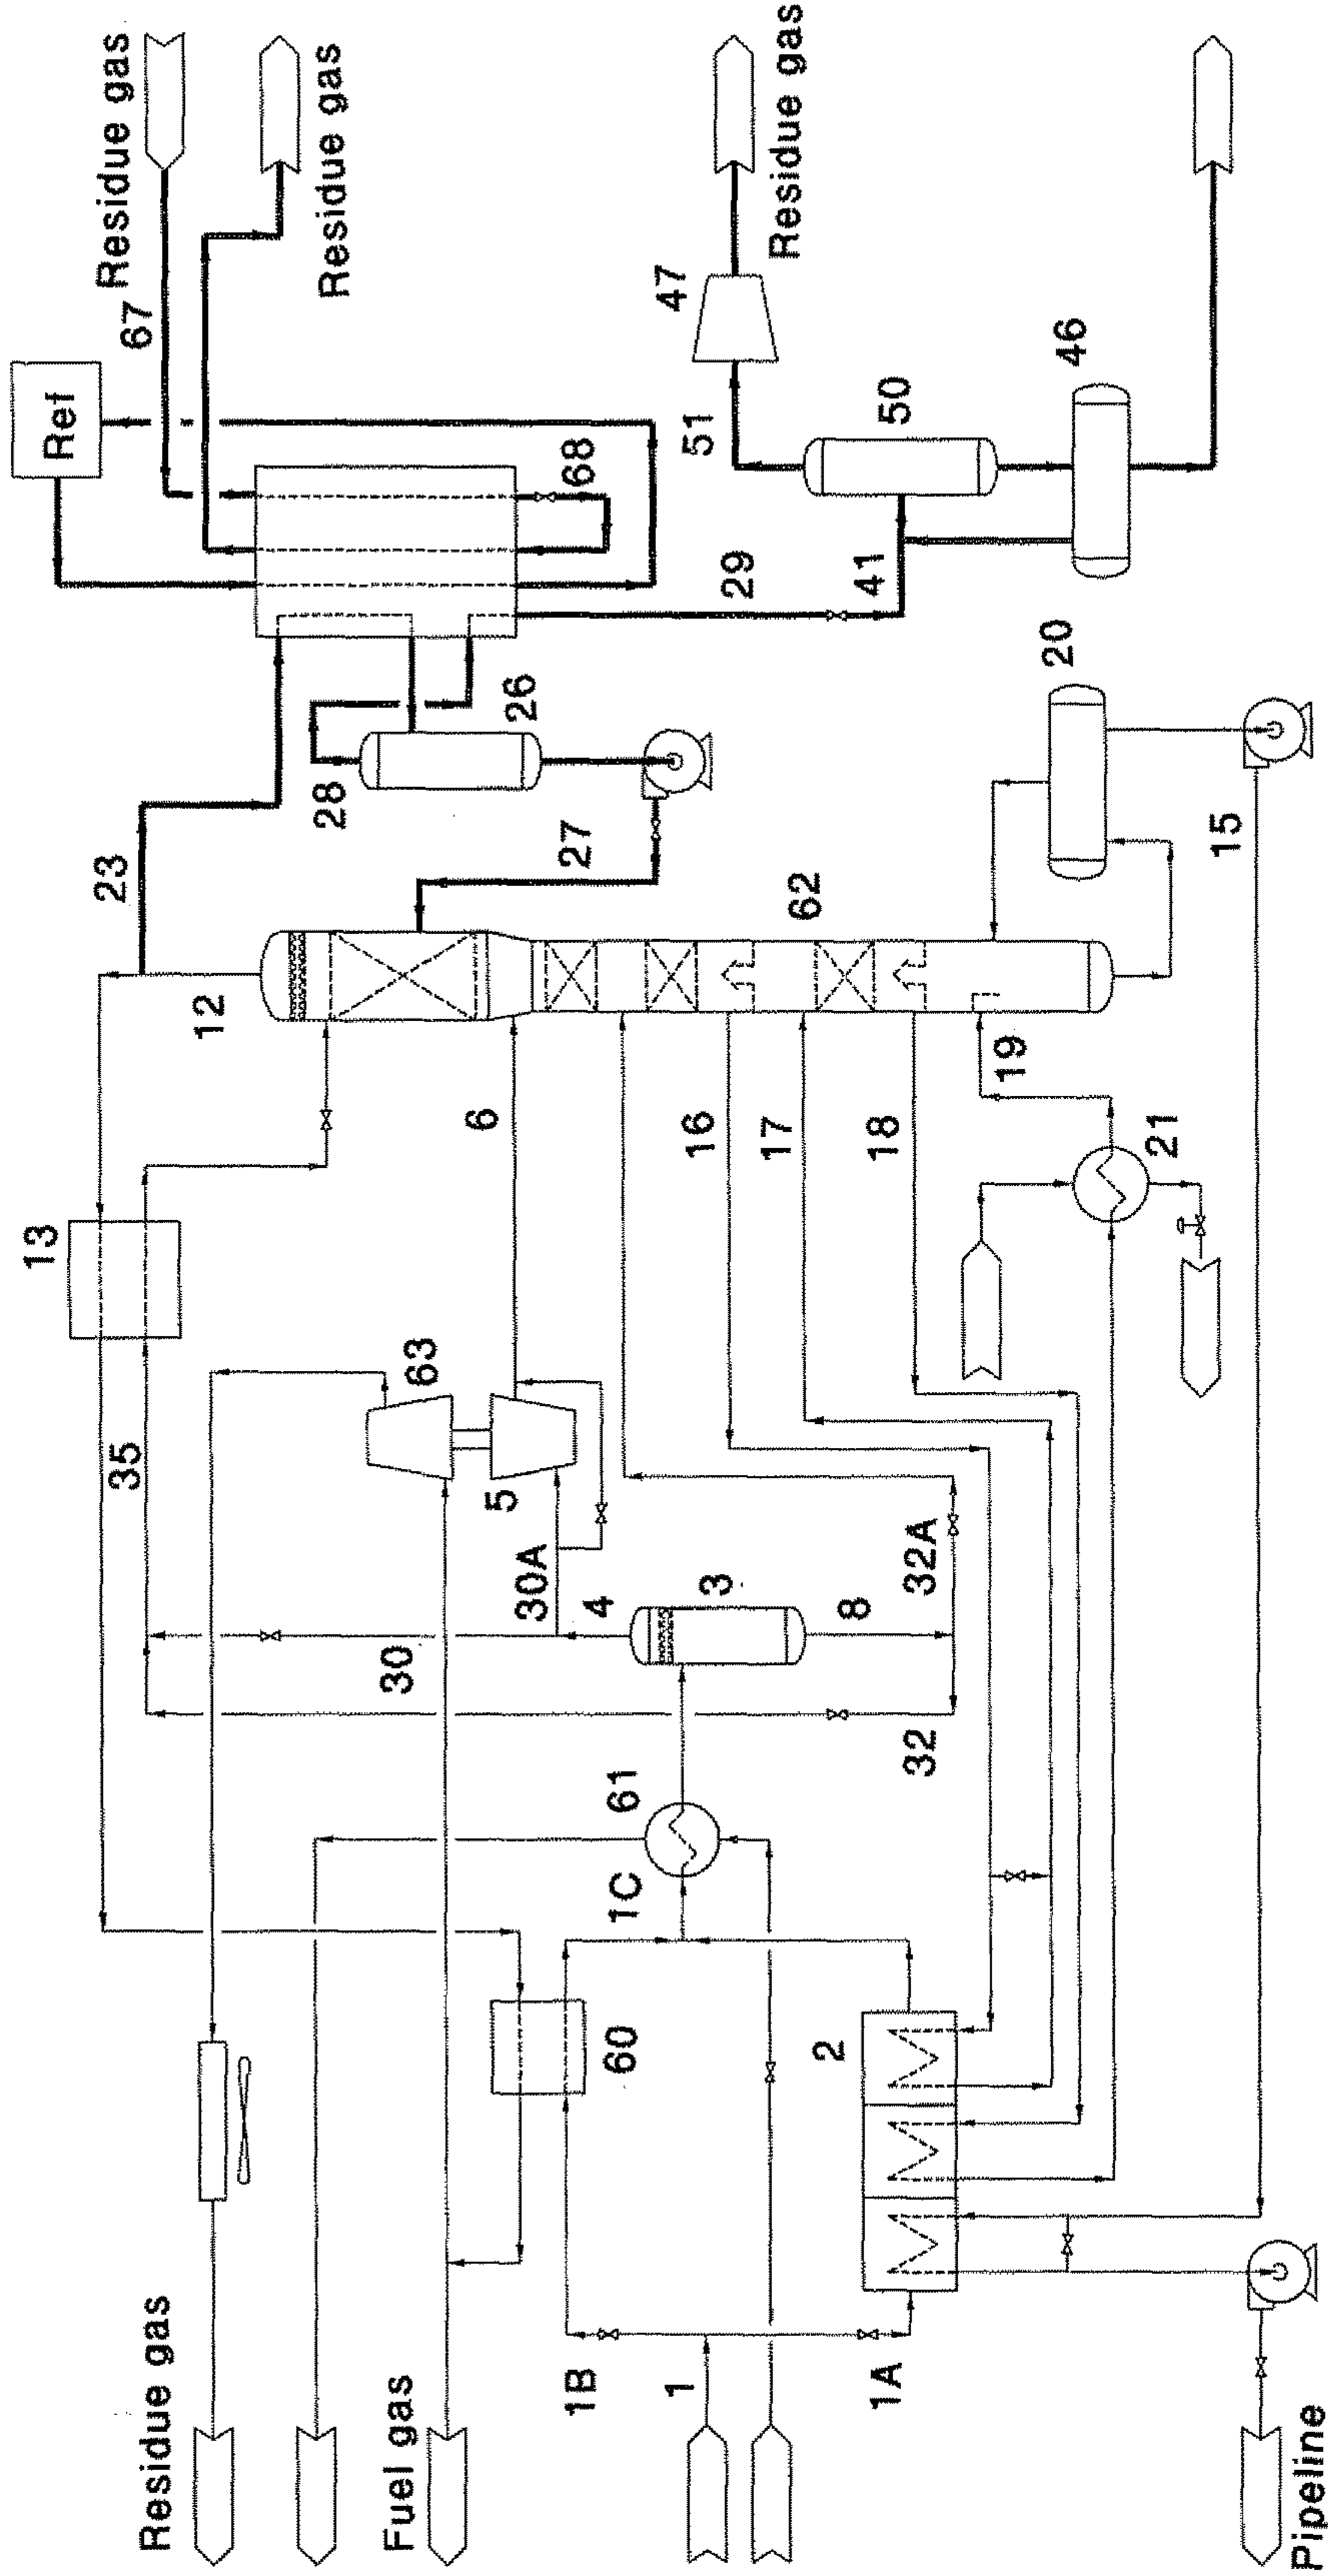 Residue gas
67
Residue gas
Ref
23
28
26
68
29
41
51
50
47
Residue gas
46
27
12
62
20
15
6
16
17
18
19
21
13
35
63
5
30A
4
30
3
8
32A
32
61
1C
60
2
Residue gas
Fuel gas
1B
1
1A
Pipeline